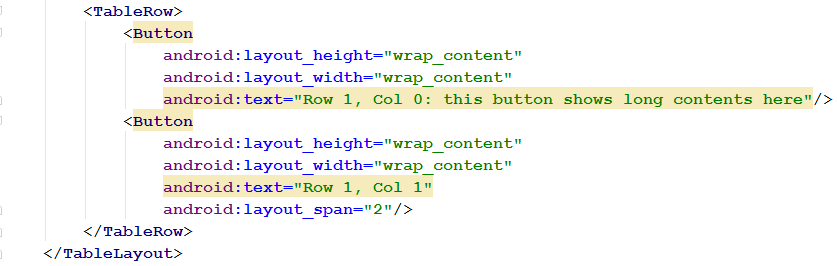 <TableRow>
<Button
android:layout_height="wrap_content"
android:layout_width="wrap_content"
android:text="Row 1, Col 0: this button shows long contents here"/>
<Button
android:layout_height="wrap_content"
android:layout_width="wrap_content"
android:text="Row 1, Col 1"
android:layout_span="2"/>
</TableRow>
</TableLayout>